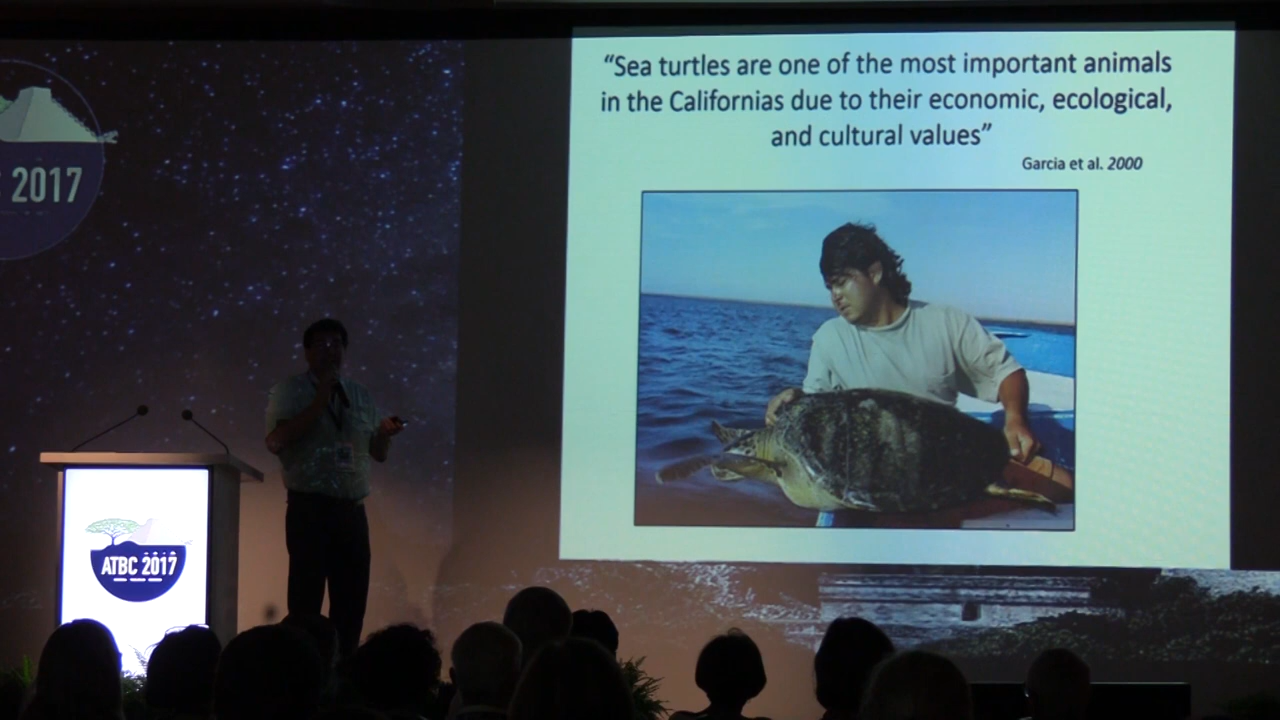 “Sea turtles are one of the most important animals
in the Californias due to their economic, ecological,
and cultural values”
Garcia et al. 2000
2017
ATBC 2017